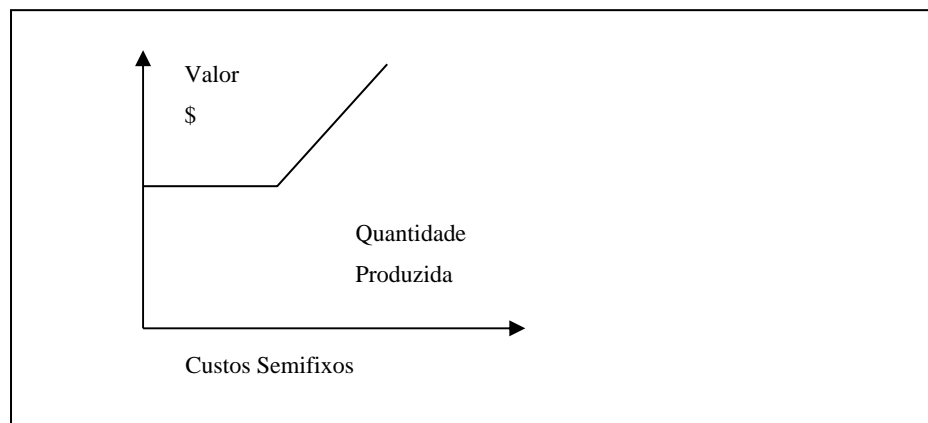 Valor
$
Quantidade
Produzida
Custos Semifixos